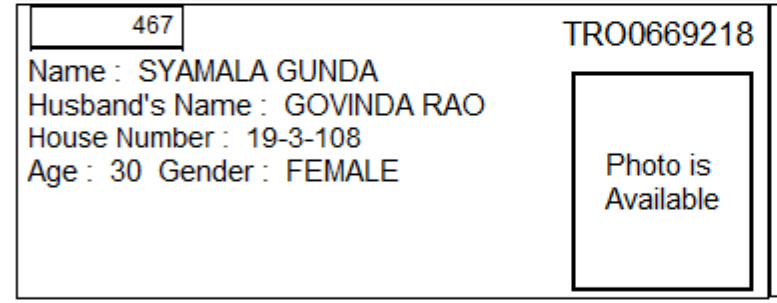 467
TRO0669218
Name : SYAMALA GUNDA
Husband's Name : GOVINDA RAO
House Number : 19-3-108
Age : 30 Gender : FEMALE
Photo is
Available